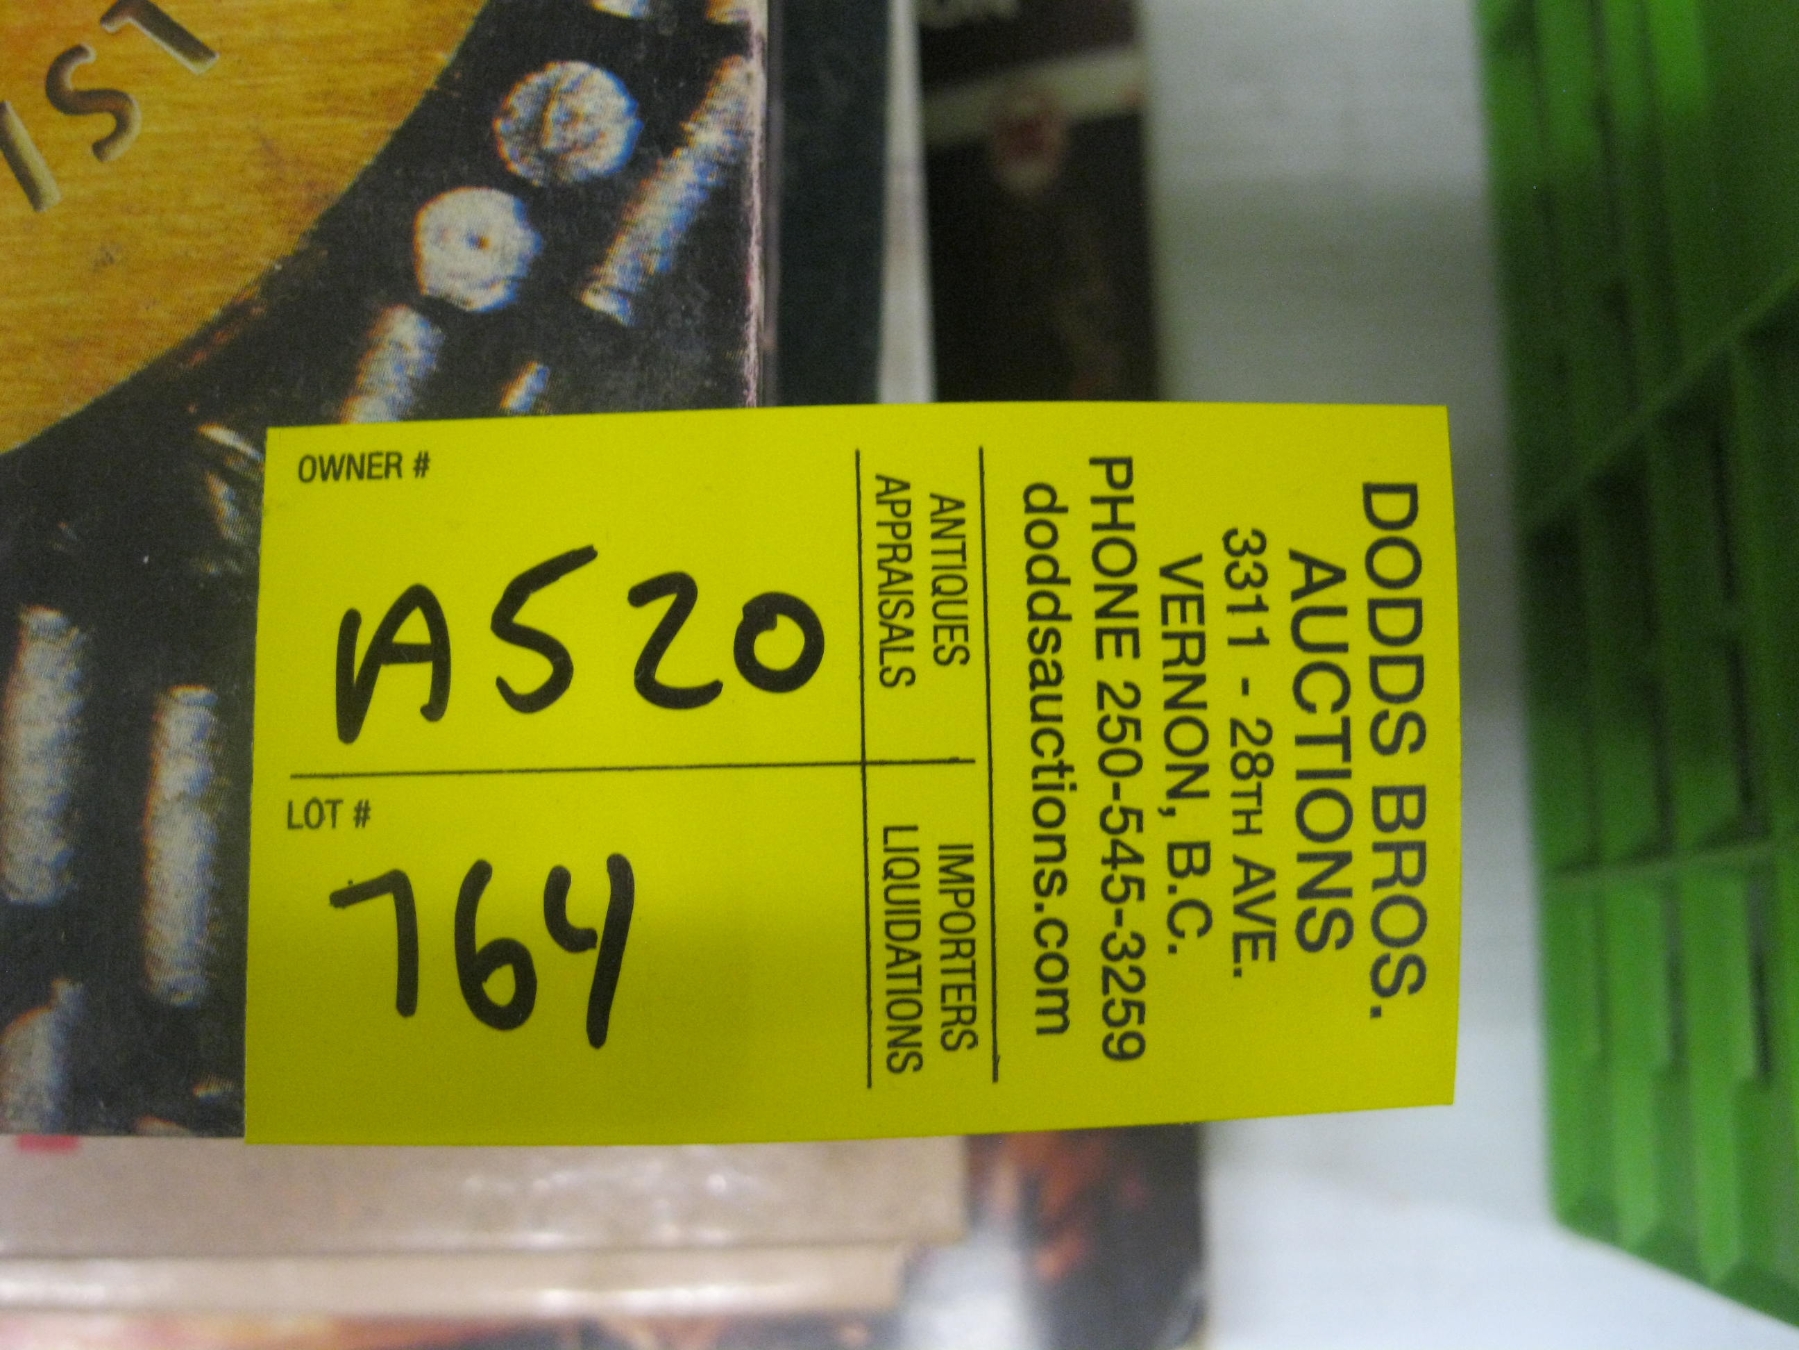 DODDS BROS.
AUCTIONS
3311 - 28TH AVE.
VERNON, B.C.
PHONE 250-545-3259
doddsauctions.com
ANTIQUES
APPRAISALS
IMPORTERS
LIQUIDATIONS
OWNER #
A520
LOT #
764
IST